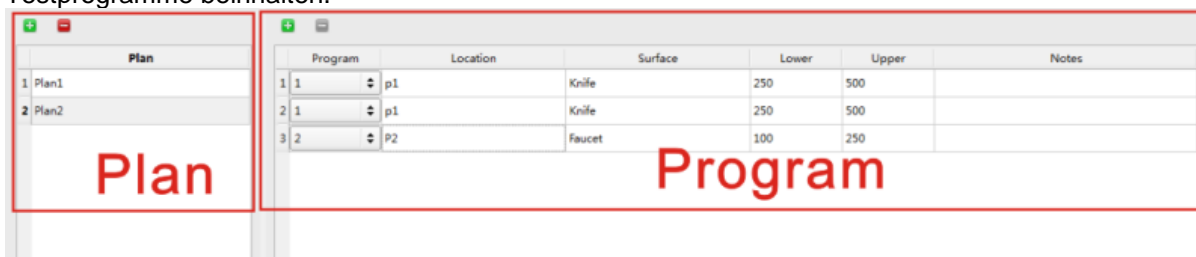 Testprogramme beinhalten.
Plan
1 Plan1
2 Plan2
Plan
Program Location Surface Lower Upper Notes
1 1 p1 Knife 250 500
2 1 p1 Knife 250 500
3 2 P2 Faucet 100 250
Program